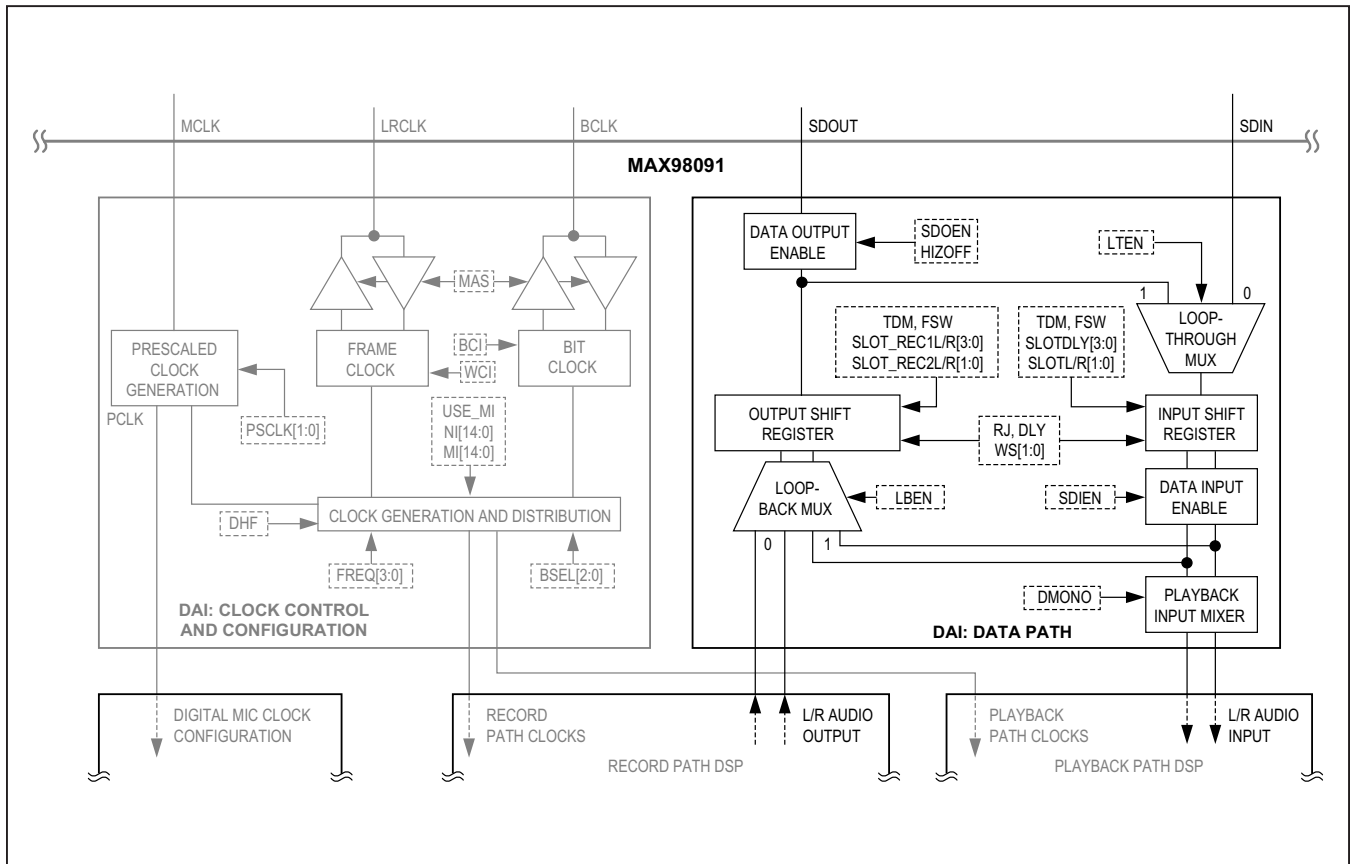 MCLK
LRCLK
BCLK
SDOUT
SDIN
MAX98091
DATA OUTPUT
ENABLE
SDOEN
HIZOFF
LTEN
1
0
LOOP-
THROUGH
MUX
MAS
TDM, FSW
SLOT_REC1L/R[3:0]
SLOT_REC2L/R[1:0]
TDM, FSW
SLOTDLY[3:0]
SLOTL/R[1:0]
PRESCALED
CLOCK
GENERATION
FRAME
CLOCK
BCI
WCI
BIT
CLOCK
PCLK
PSCLK[1:0]
USE_MI
NI[14:0]
MI[14:0]
OUTPUT SHIFT
REGISTER
RJ, DLY
WS[1:0]
INPUT SHIFT
REGISTER
LOOP-
BACK MUX
LBEN
SDIEN
DATA INPUT
ENABLE
DHF
CLOCK GENERATION AND DISTRIBUTION
0
1
FREQ[3:0]
BSEL[2:0]
DMONO
PLAYBACK
INPUT MIXER
DAI: CLOCK CONTROL
AND CONFIGURATION
DAI: DATA PATH
DIGITAL MIC CLOCK
CONFIGURATION
RECORD
PATH CLOCKS
L/R AUDIO
OUTPUT
RECORD PATH DSP
PLAYBACK
PATH CLOCKS
L/R AUDIO
INPUT
PLAYBACK PATH DSP